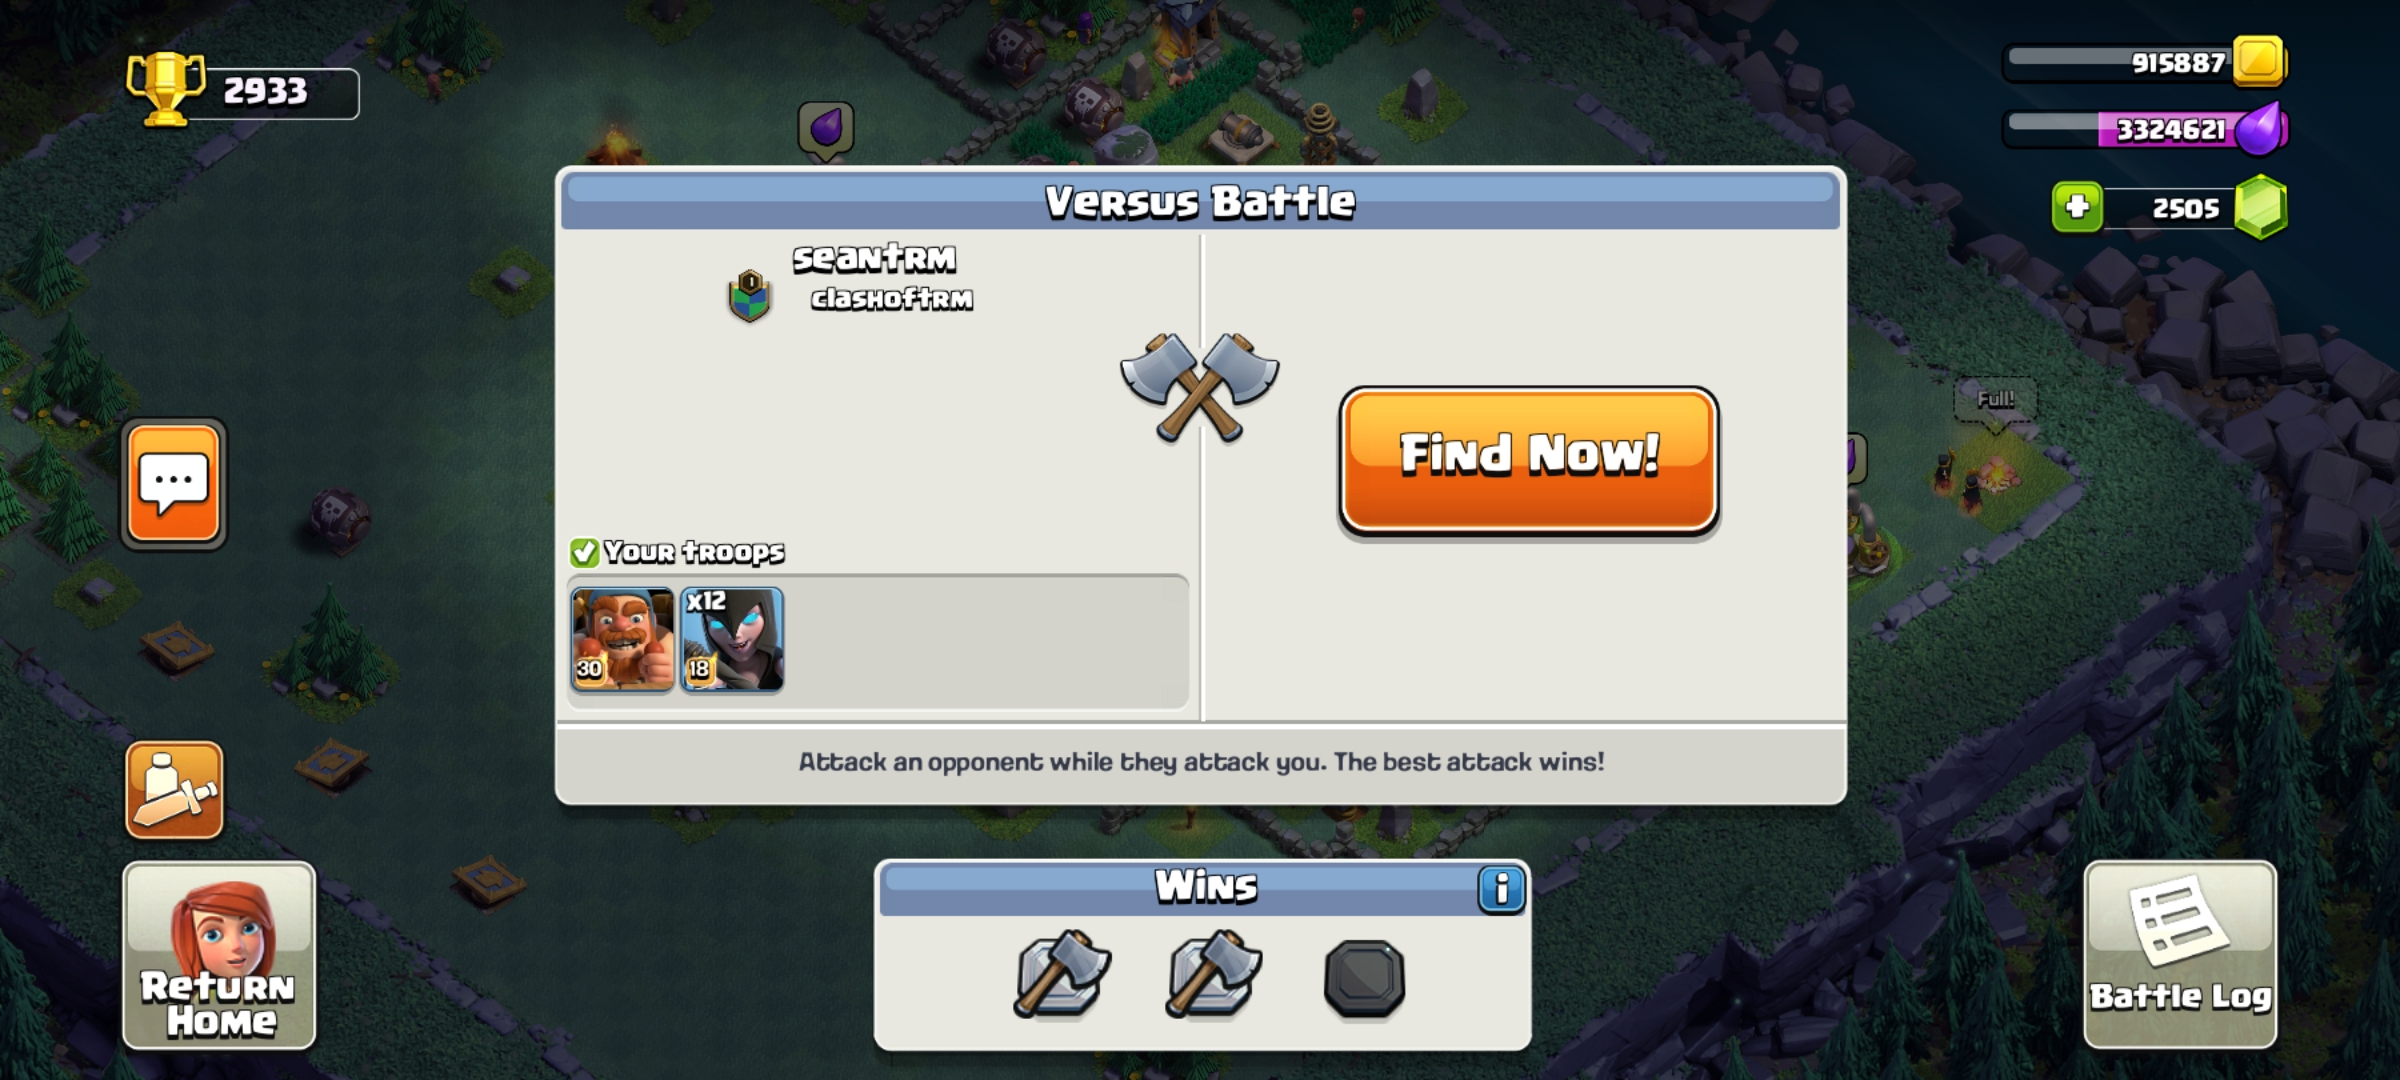 2933
915887
3324621
2505
Versus Battle
seantrm
1
clashoftrm
Find Now!
Full!
Your troops
30
x12
18
Attack an opponent while they attack you. The best attack wins!
Wins
i
Return
Home
Battle Log